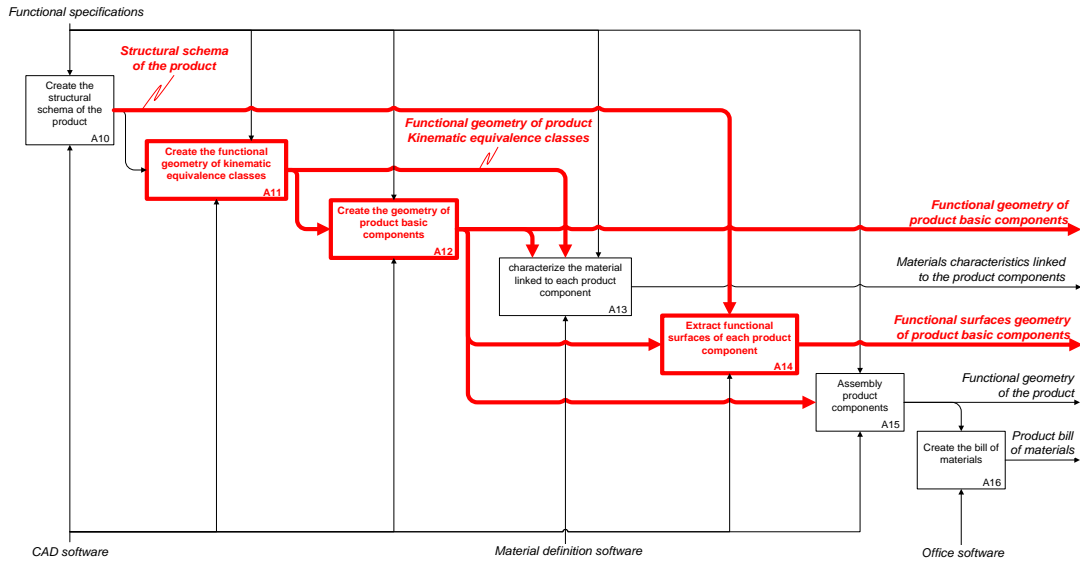 Functional specifications
Structural schema
of the product
Create the
structural
schema of the
product
A10
Functional geometry of product
Kinematic equivalence classes
Create the functional
geometry of kinematic
equivalence classes
A11
Create the geometry of
product basic
components
A12
Functional geometry of
product basic components
characterize the material
linked to each product
component
A13
Materials characteristics linked
to the product components
Extract functional
surfaces of each product
component
A14
Functional surfaces geometry
of product basic components
Assembly
product
components
A15
Functional geometry
of the product
Create the bill of
materials
A16
Product bill
of materials
CAD software
Material definition software
Office software